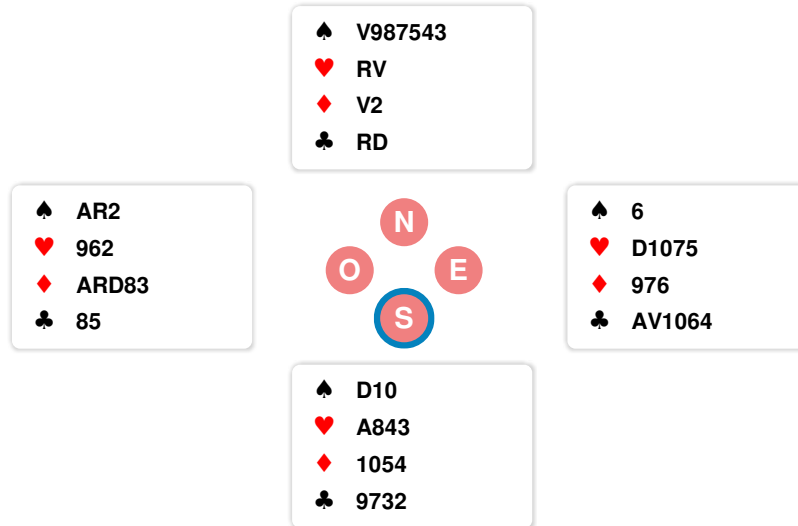 ♠ V987543
♥ RV
♦ V2
♣ RD
♠ AR2
♥ 962
♦ ARD83
♣ 85
N
O
E
S
♠ 6
♥ D1075
♦ 976
♣ AV1064
♠ D10
♥ A843
♦ 1054
♣ 9732